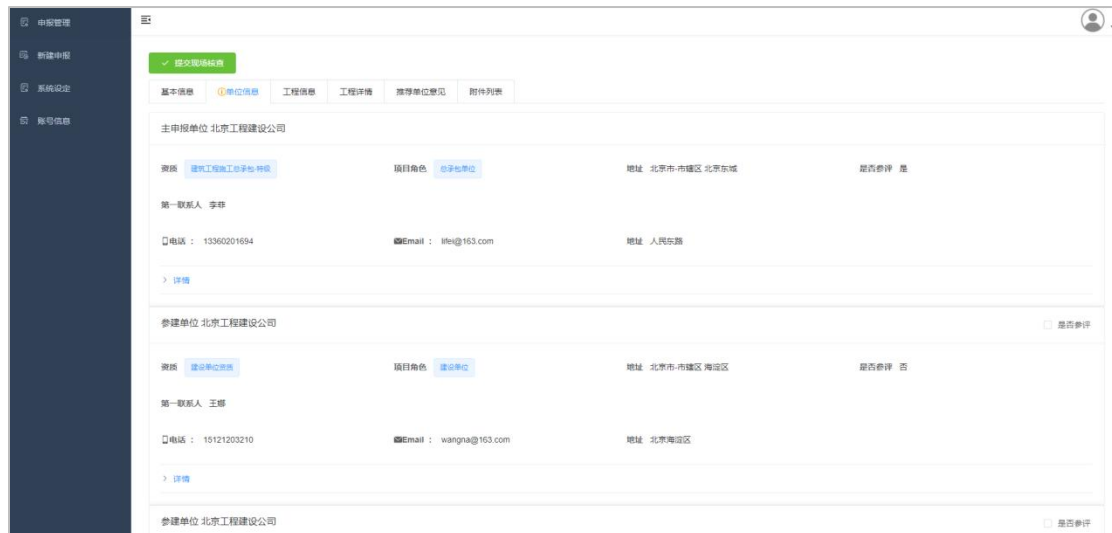 申报管理
新建申报
系统设定
账号信息
提交现场核查
基本信息 单位信息 工程信息 工程详情 推荐单位意见 附件列表
主申报单位 北京工程建设公司
资质 建筑工程施工总承包-特级 项目角色 总承包单位 地址 北京市-市辖区 北京东城 是否参评 是
第一联系人 李菲
电话 : 13360201694 Email : lifei@163.com 地址 人民东路
详情
参建单位 北京工程建设公司 是否参评
资质 建设单位资质 项目角色 建设单位 地址 北京市-市辖区 海淀区 是否参评 否
第一联系人 王娜
电话 : 15121203210 Email : wangna@163.com 地址 北京海淀区
详情
参建单位 北京工程建设公司 是否参评